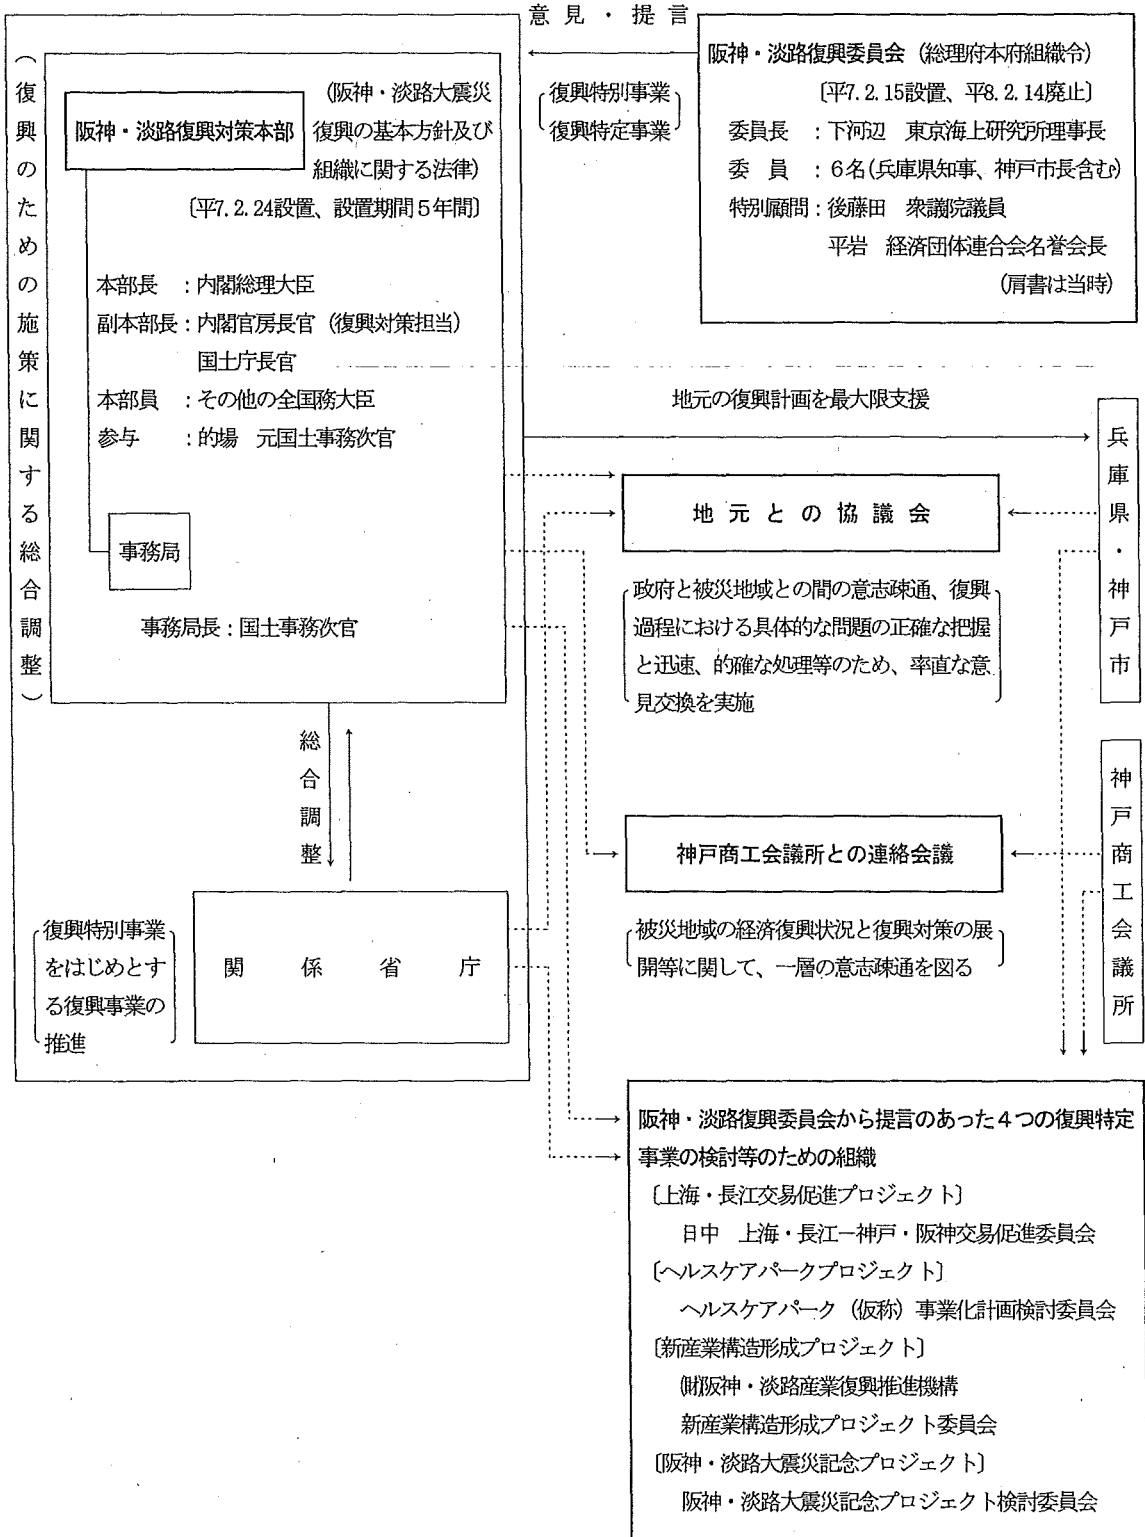 意見・提言
(復興のための施策に関する総合調整)
阪神・淡路復興対策本部
(阪神・淡路大震災
復興の基本方針及び
組織に関する法律)
〔平7.2.24設置、設置期間5年間〕
本部長 :内閣総理大臣
副本部長:内閣官房長官(復興対策担当)
国土庁長官
本部員 :その他の全国務大臣
参与 :的場 元国土事務次官
事務局
事務局長:国土事務次官
復興特別事業
復興特定事業
阪神・淡路復興委員会(総理府本府組織令)
〔平7.2.15設置、平8.2.14廃止〕
委員長 :下河辺 東京海上研究所理事長
委 員 :6名(兵庫県知事、神戸市長含む)
特別顧問:後藤田 衆議院議員
平岩 経済団体連合会名誉会長
(肩書は当時)
地元の復興計画を最大限支援
兵庫県・神戸市
地元との協議会
政府と被災地域との間の意志疎通、復興
過程における具体的な問題の正確な把握
と迅速、的確な処理等のため、率直な意
見交換を実施
総合調整
神戸商工会議所
神戸商工会議所との連絡会議
被災地域の経済復興状況と復興対策の展
開等に関して、一層の意志疎通を図る
復興特別事業
をはじめとす
る復興事業の
推進
関係省庁
阪神・淡路復興委員会から提言のあった4つの復興特定
事業の検討等のための組織
〔上海・長江交易促進プロジェクト〕
日中 上海・長江ー神戸・阪神交易促進委員会
〔ヘルスケアパークプロジェクト〕
ヘルスケアパーク(仮称)事業化計画検討委員会
〔新産業構造形成プロジェクト〕
(財)阪神・淡路産業復興推進機構
新産業構造形成プロジェクト委員会
〔阪神・淡路大震災記念プロジェクト〕
阪神・淡路大震災記念プロジェクト検討委員会